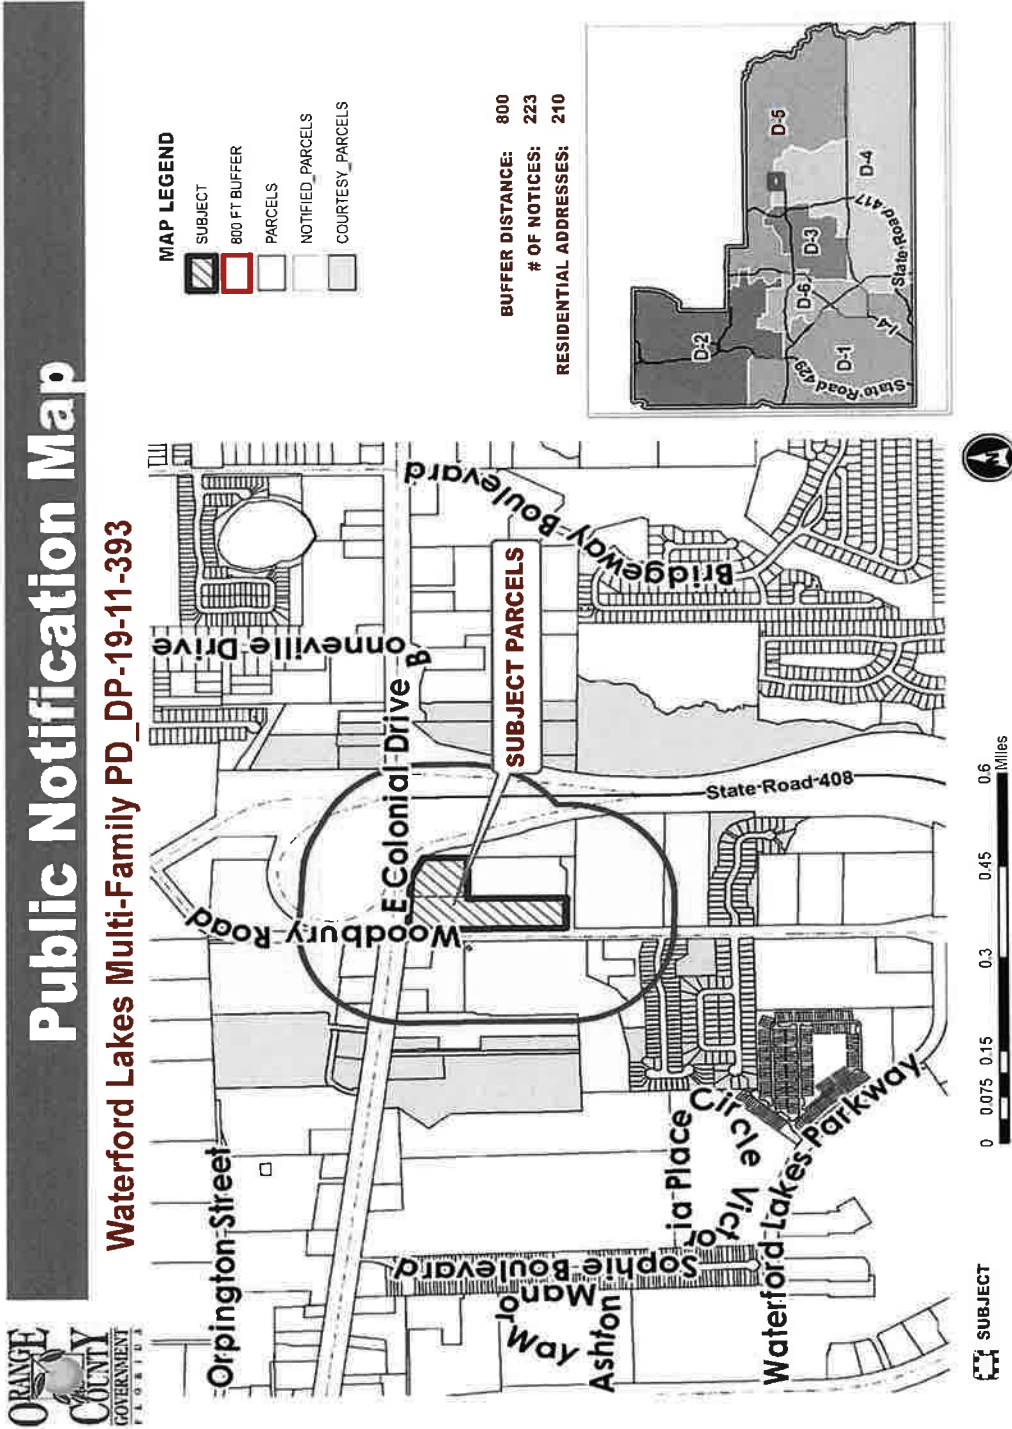 Public Notification Map
ORANGE
COUNTY
GOVERNMENT
FLORIDA
Waterford Lakes Multi-Family PD_DP-19-11-393
MAP LEGEND
SUBJECT
800 FT BUFFER
PARCELS
NOTIFIED_PARCELS
COURTESY_PARCELS
BUFFER DISTANCE: 800
# OF NOTICES: 223
RESIDENTIAL ADDRESSES: 210
D-2
D-5
D-3
D-6
D-4
D-1
State Road 429
I-4
State Road 417
Orpington Street
Woodbury Road
E Colonial Drive
Bonneville Drive
Bridgeway Boulevard
SUBJECT PARCELS
State Road 408
Sophie Boulevard
Manor
Way
Ashton
Victoria Place
Circle
Waterford Lakes Parkway
SUBJECT
0 0.075 0.15 0.3 0.45 0.6
Miles